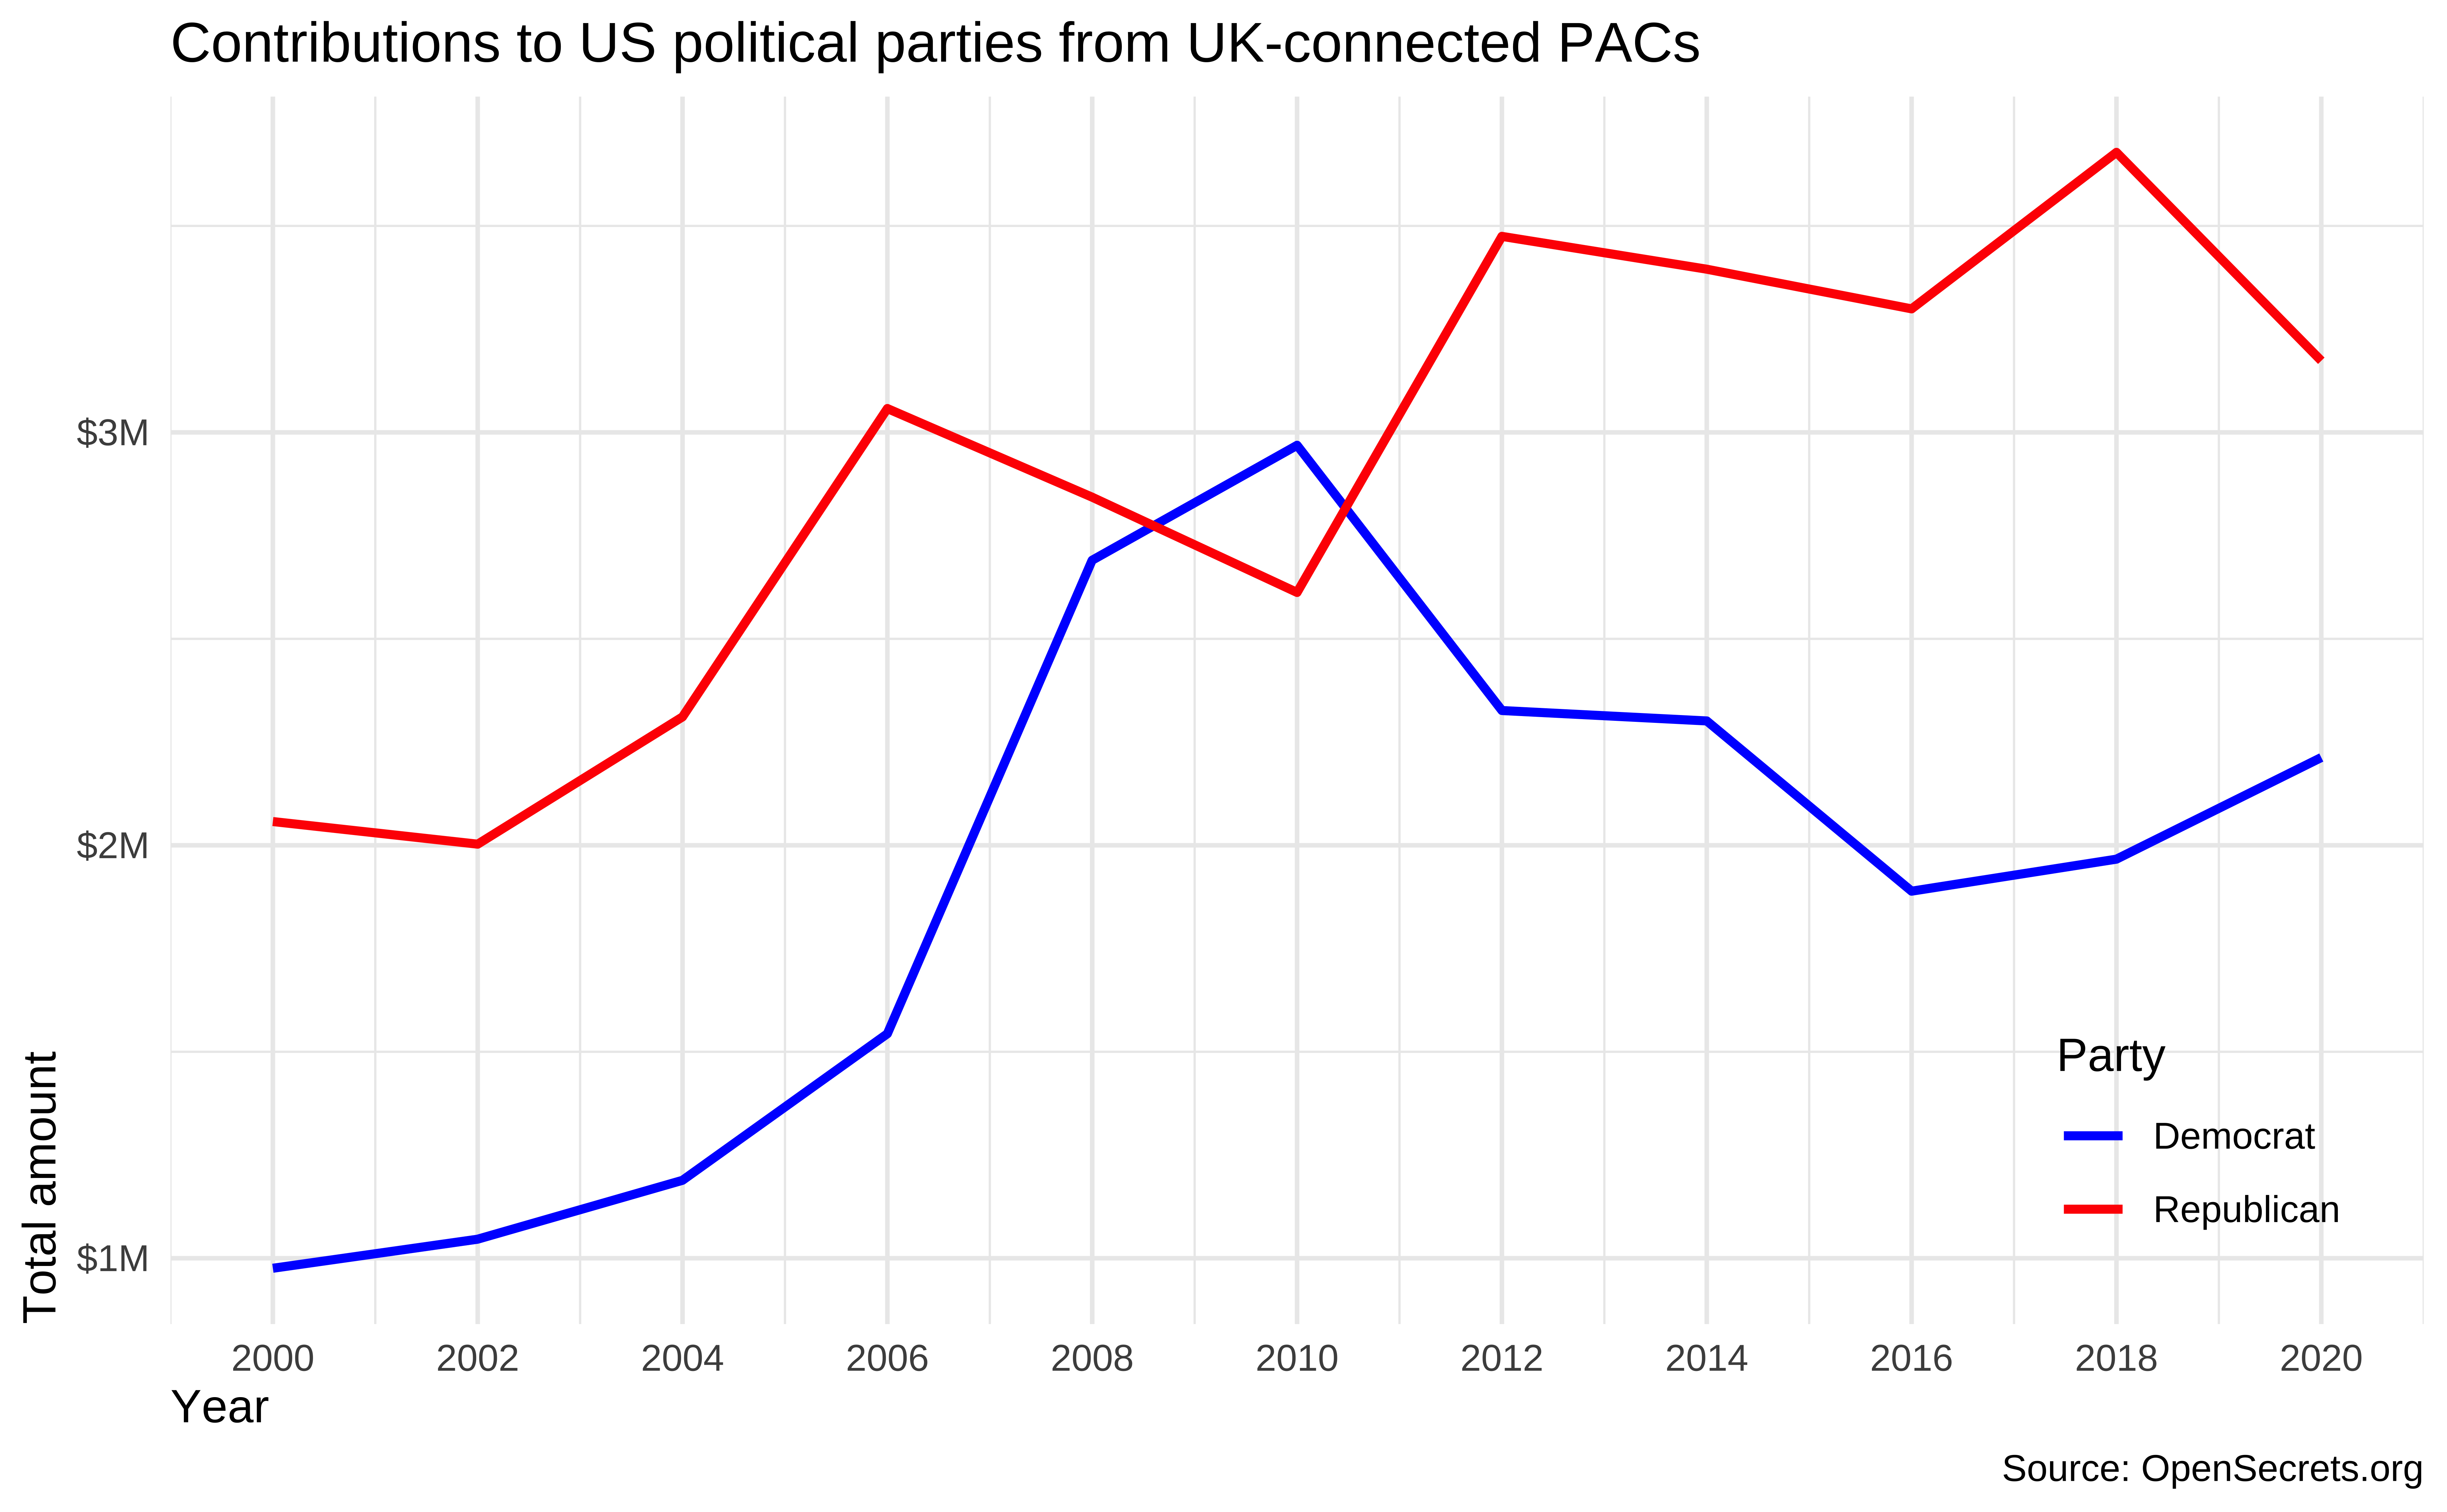 Contributions to US political parties from UK-connected PACs
$3M
$2M
$1M
Total amount
Party
Democrat
Republican
2000 2002 2004 2006 2008 2010 2012 2014 2016 2018 2020
Year
Source: OpenSecrets.org